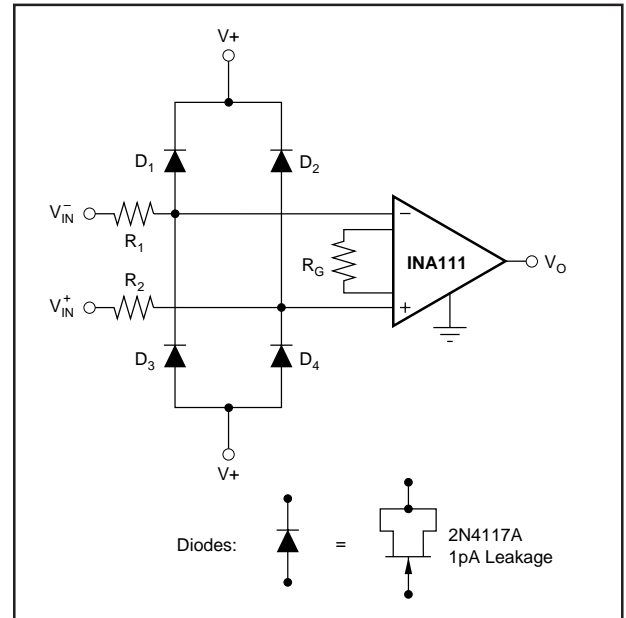 V+
D1 D2
V−IN
R1
RG
−
INA111
+
VO
R2
V+IN
D3 D4
V+
Diodes: = 2N4117A
1pA Leakage